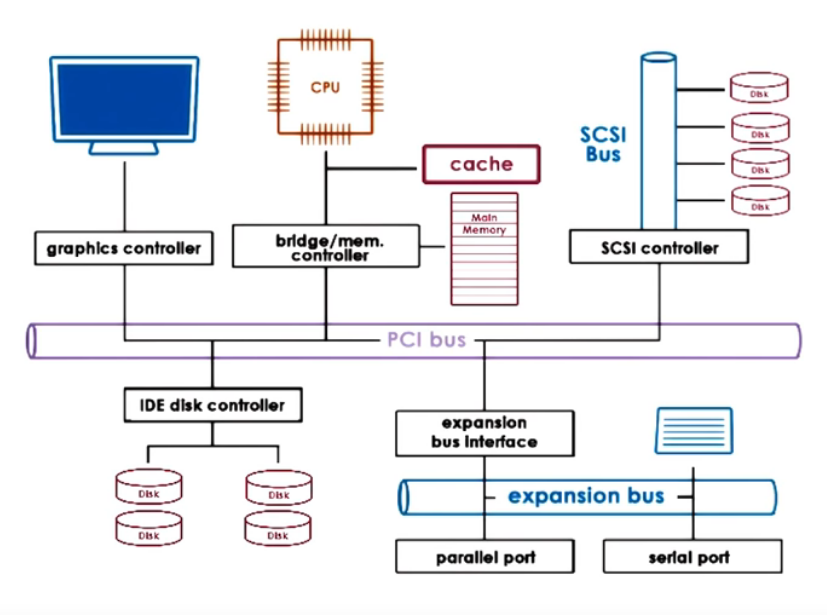 CPU
SCSI
Bus
Disk
Disk
Disk
Disk
cache
Main
Memory
graphics controller
bridge/mem.
controller
SCSI controller
PCI bus
IDE disk controller
expansion
bus interface
Disk
Disk
Disk
Disk
expansion bus
parallel port
serial port